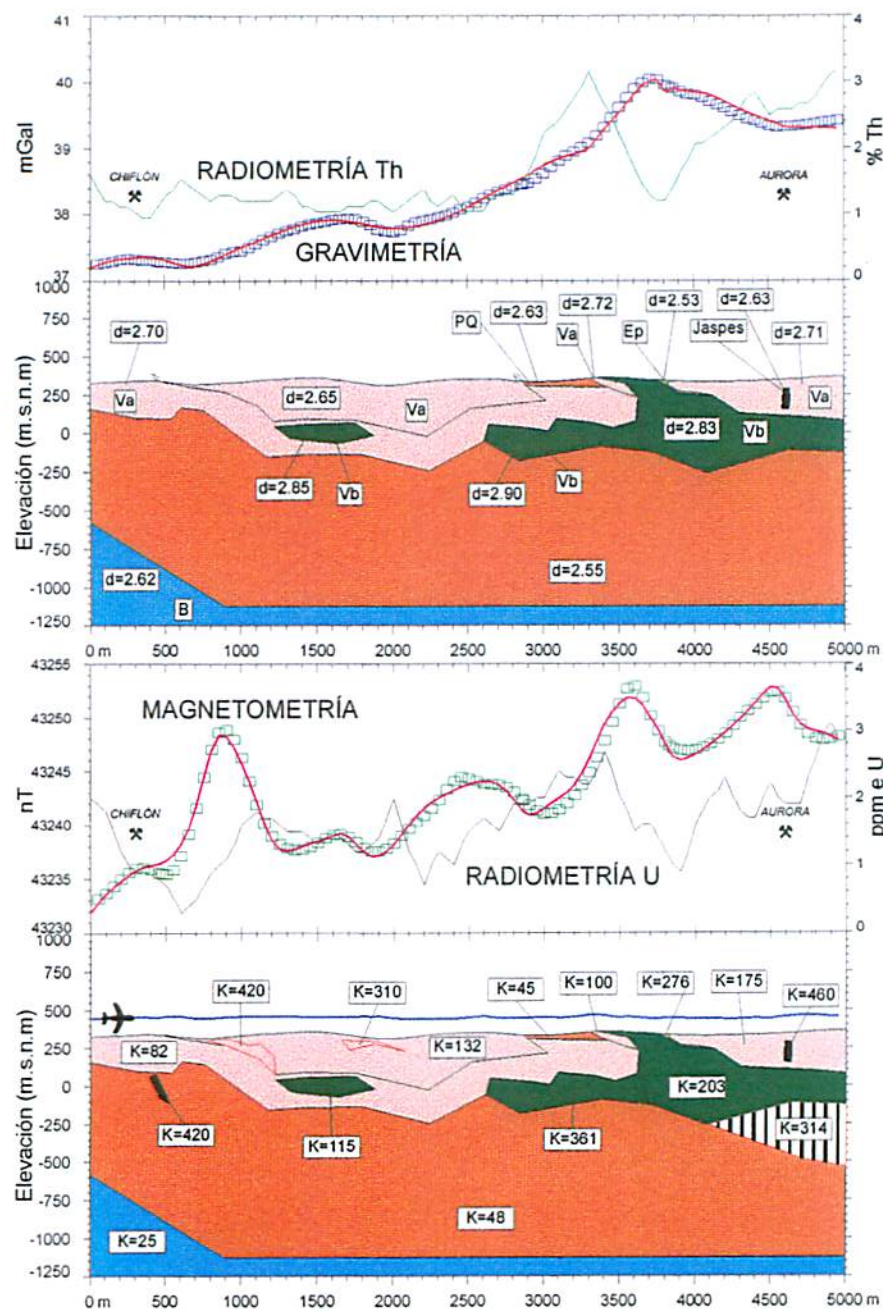 41
40
39
38
37
mGal
4
3
2
1
0
% Th
CHIFLÓN
RADIOMETRÍA Th
GRAVIMETRÍA
AURORA
1000
750
500
250
0
-250
-500
-750
-1000
-1250
Elevación (m.s.n.m)
d=2.70
PQ
d=2.63
d=2.72
d=2.53
d=2.63
Va
Ep
Jaspes
d=2.71
Va
d=2.65
Va
Va
d=2.83
Vb
d=2.85
Vb
d=2.90
Vb
d=2.62
B
d=2.55
0 m
500
1000
1500
2000
2500
3000
3500
4000
4500
5000 m
43255
43250
43245
43240
43235
43230
nT
4
3
2
1
0
ppm e U
MAGNETOMETRÍA
CHIFLÓN
AURORA
RADIOMETRÍA U
1000
750
500
250
0
-250
-500
-750
-1000
-1250
Elevación (m.s.n.m)
K=420
K=310
K=45
K=100
K=276
K=175
K=460
K=82
K=132
K=203
K=420
K=115
K=361
K=314
K=48
K=25
0 m
500
1000
1500
2000
2500
3000
3500
4000
4500
5000 m